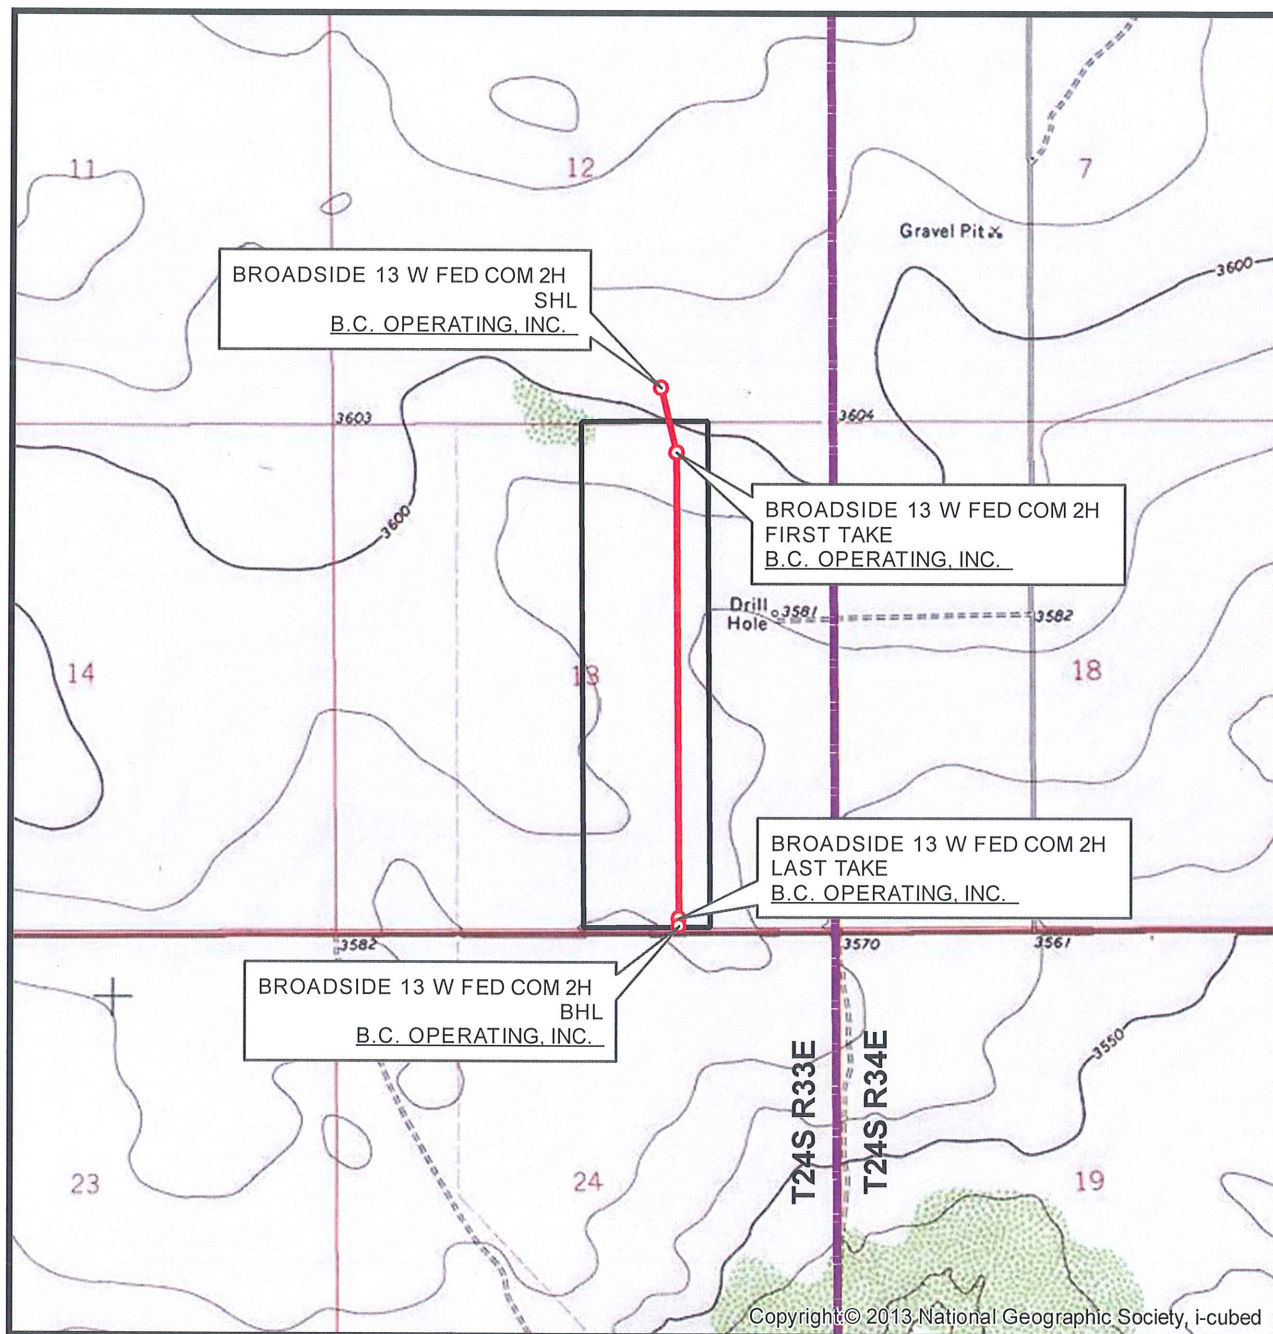 11
12
7
Gravel Pit
3600
BROADSIDE 13 W FED COM 2H
SHL
B.C. OPERATING, INC.
3603
3604
3600
BROADSIDE 13 W FED COM 2H
FIRST TAKE
B.C. OPERATING, INC.
Drill
Hole
3581
3582
14
13
18
BROADSIDE 13 W FED COM 2H
LAST TAKE
B.C. OPERATING, INC.
3582
3570
3561
BROADSIDE 13 W FED COM 2H
BHL
B.C. OPERATING, INC.
3550
T24S R33E
T24S R34E
23
24
19
Copyright:© 2013 National Geographic Society, i-cubed